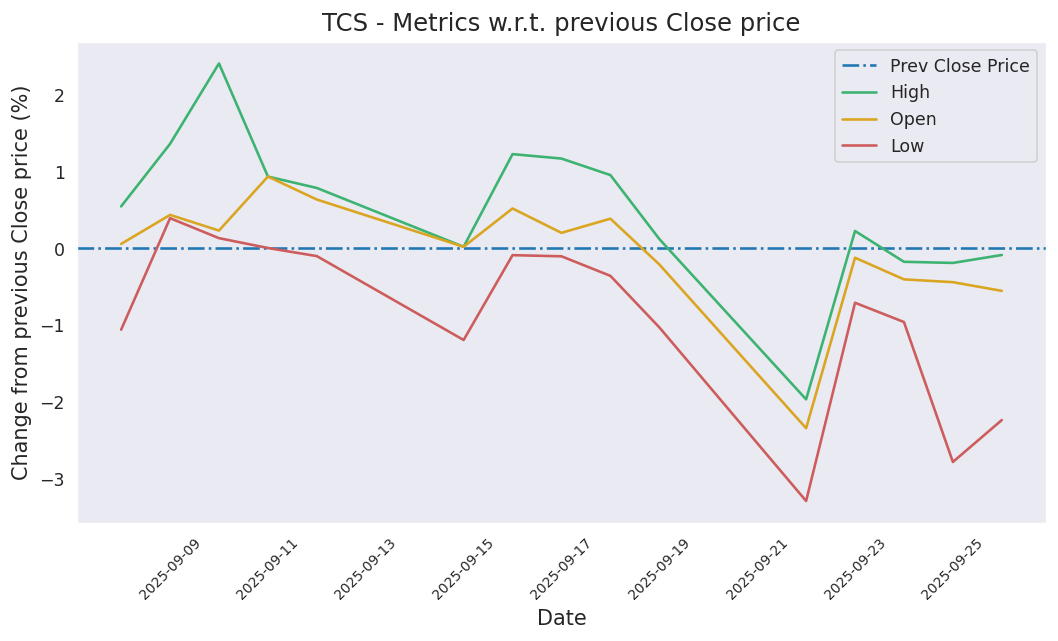 TCS - Metrics w.r.t. previous Close price
Prev Close Price
High
Open
Low
Change from previous Close price (%)
2
1
0
−1
−2
−3
2025-09-09
2025-09-11
2025-09-13
2025-09-15
2025-09-17
2025-09-19
2025-09-21
2025-09-23
2025-09-25
Date